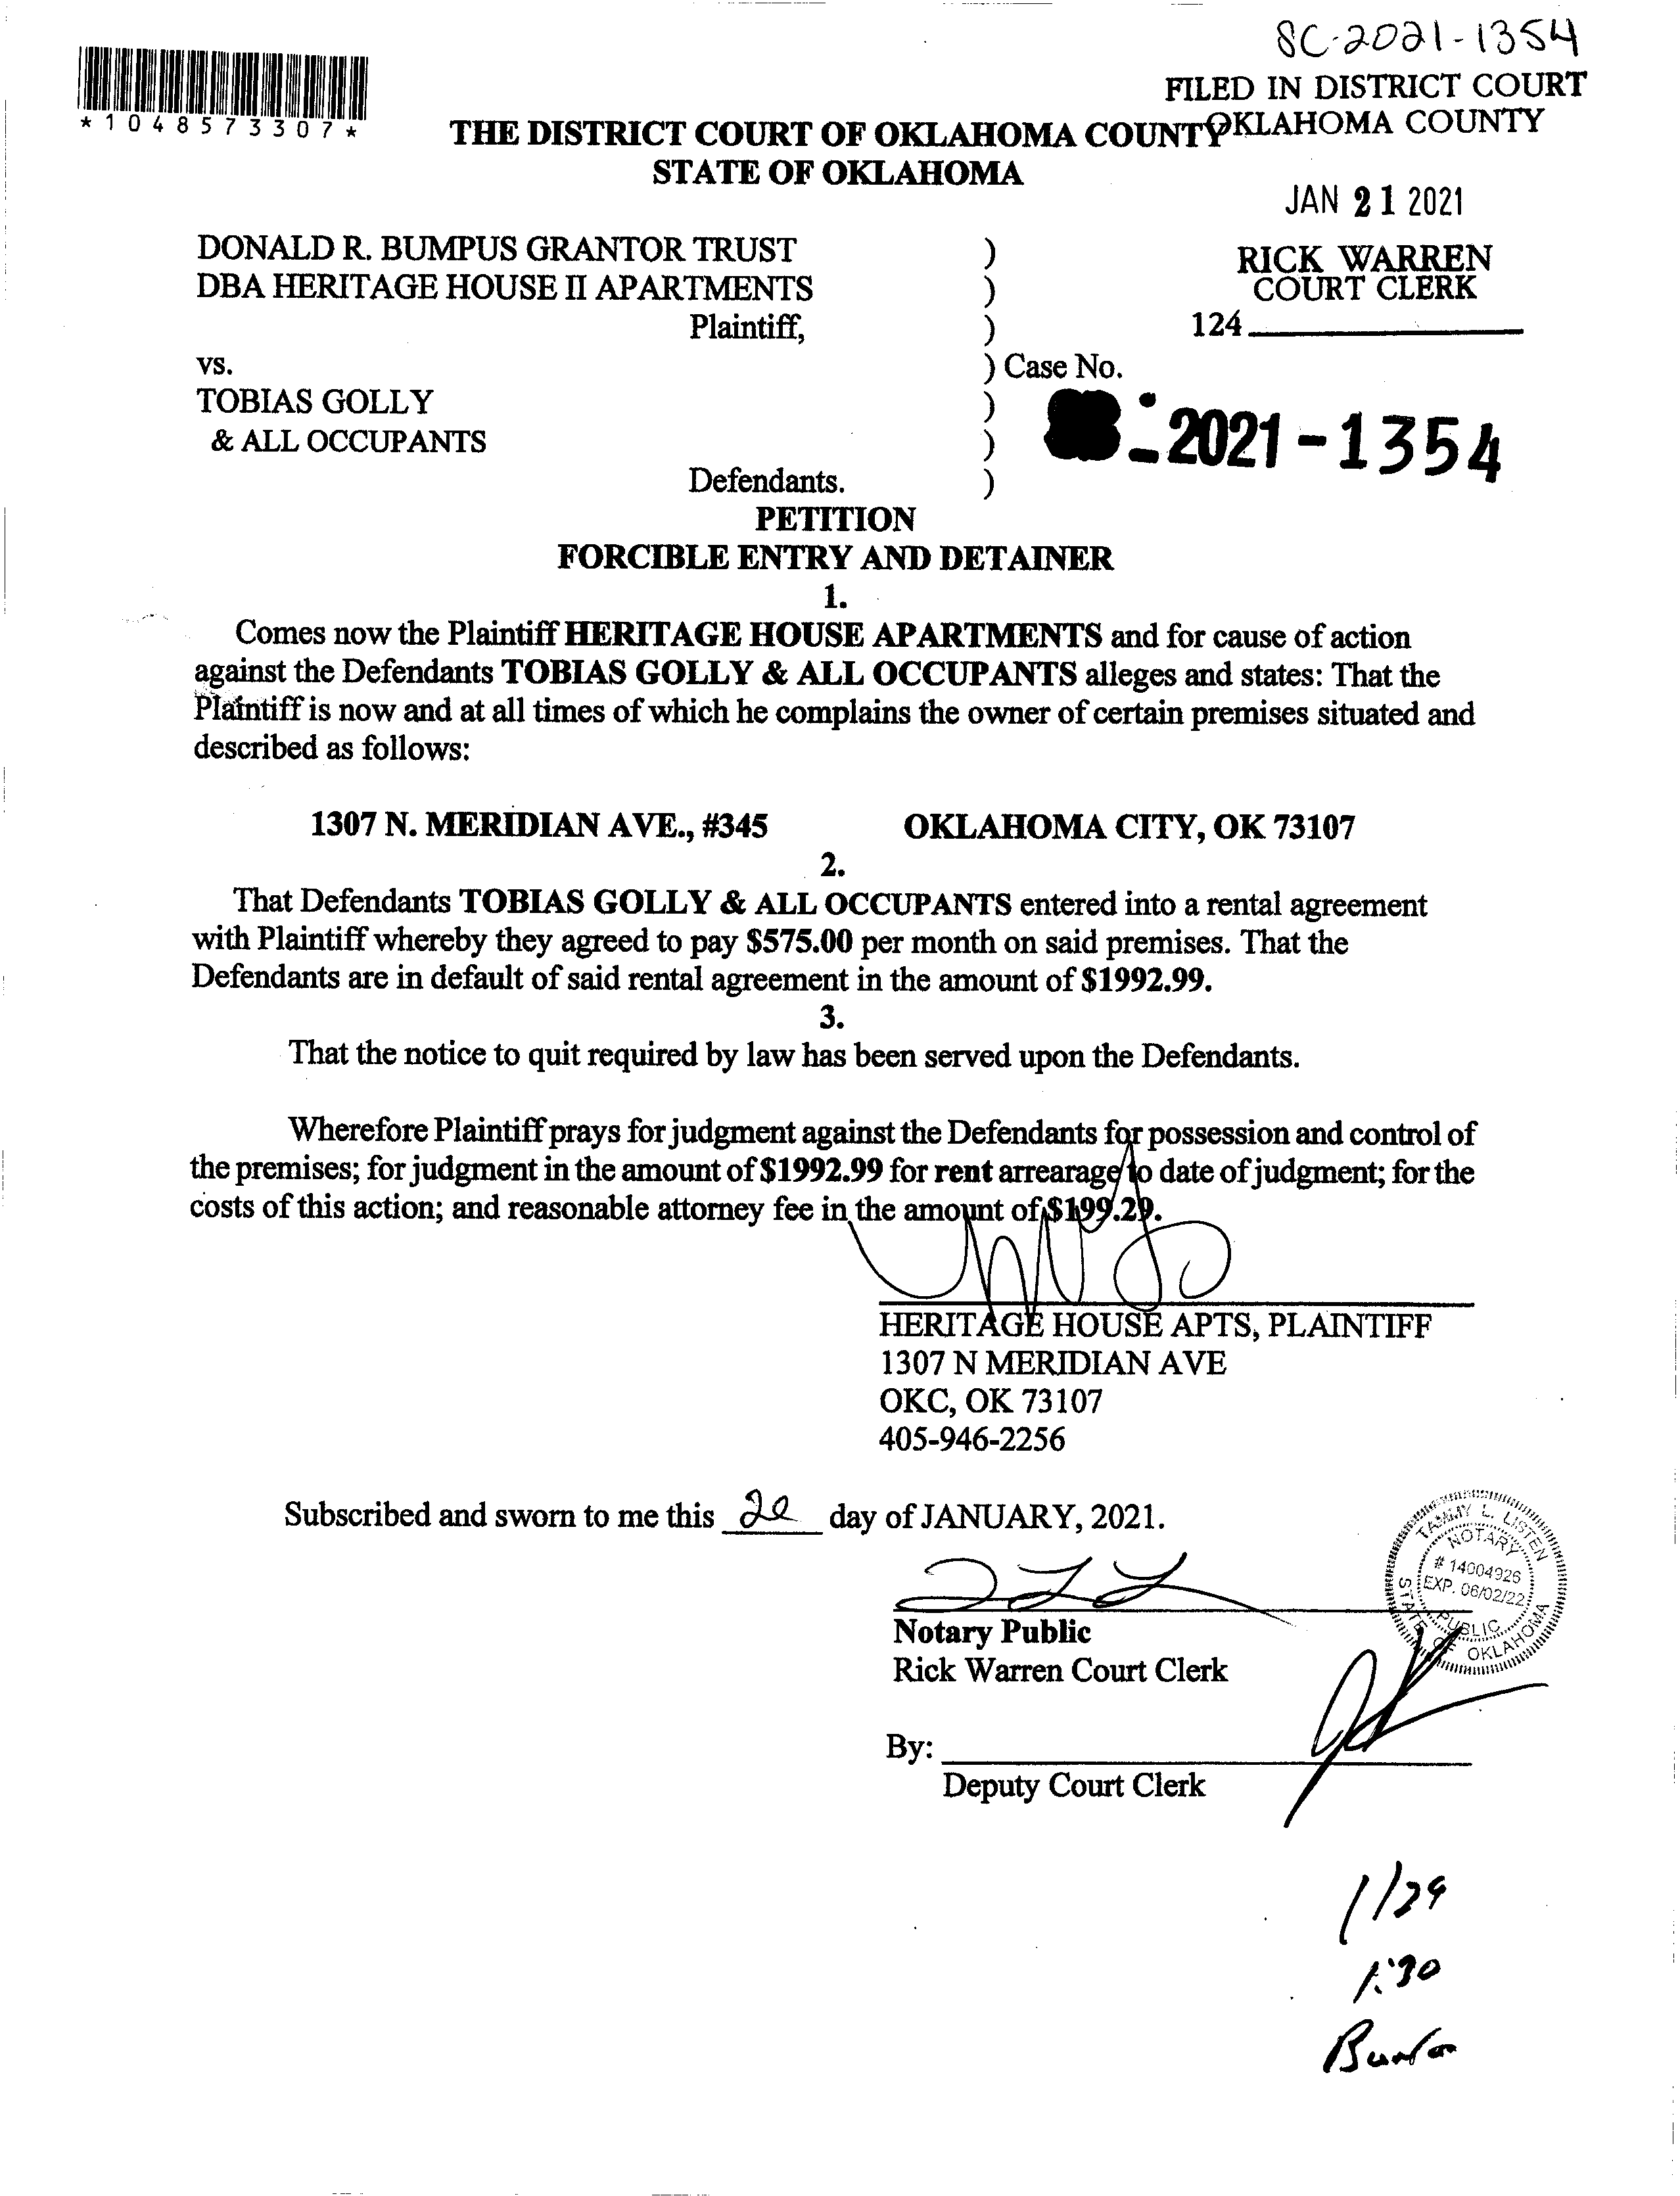 SC-2021-1354
FILED IN DISTRICT COURT
OKLAHOMA COUNTY
*1048573307*
THE DISTRICT COURT OF OKLAHOMA COUNTY
STATE OF OKLAHOMA
JAN 21 2021
DONALD R. BUMPUS GRANTOR TRUST )
RICK WARREN
DBA HERITAGE HOUSE II APARTMENTS )
COURT CLERK
Plaintiff, )
124
vs. ) Case No.
TOBIAS GOLLY )
-2021-1354
& ALL OCCUPANTS )
Defendants. )
PETITION
FORCIBLE ENTRY AND DETAINER
1.
Comes now the Plaintiff HERITAGE HOUSE APARTMENTS and for cause of action
against the Defendants TOBIAS GOLLY & ALL OCCUPANTS alleges and states: That the
Plaintiff is now and at all times of which he complains the owner of certain premises situated and
described as follows:
1307 N. MERIDIAN AVE., #345 OKLAHOMA CITY, OK 73107
2.
That Defendants TOBIAS GOLLY & ALL OCCUPANTS entered into a rental agreement
with Plaintiff whereby they agreed to pay $575.00 per month on said premises. That the
Defendants are in default of said rental agreement in the amount of $1992.99.
3.
That the notice to quit required by law has been served upon the Defendants.
Wherefore Plaintiff prays for judgment against the Defendants for possession and control of
the premises; for judgment in the amount of $1992.99 for rent arrearage to date of judgment; for the
costs of this action; and reasonable attorney fee in the amount of $199.29.
HERITAGE HOUSE APTS, PLAINTIFF
1307 N MERIDIAN AVE
OKC, OK 73107
405-946-2256
Subscribed and sworn to me this 20 day of JANUARY, 2021.
TAMMY L. LISTEN
NOTARY
# 14004926
EXP. 06/02/22
PUBLIC
STATE OF OKLAHOMA
Notary Public
Rick Warren Court Clerk
By:
Deputy Court Clerk
1/29
1:30